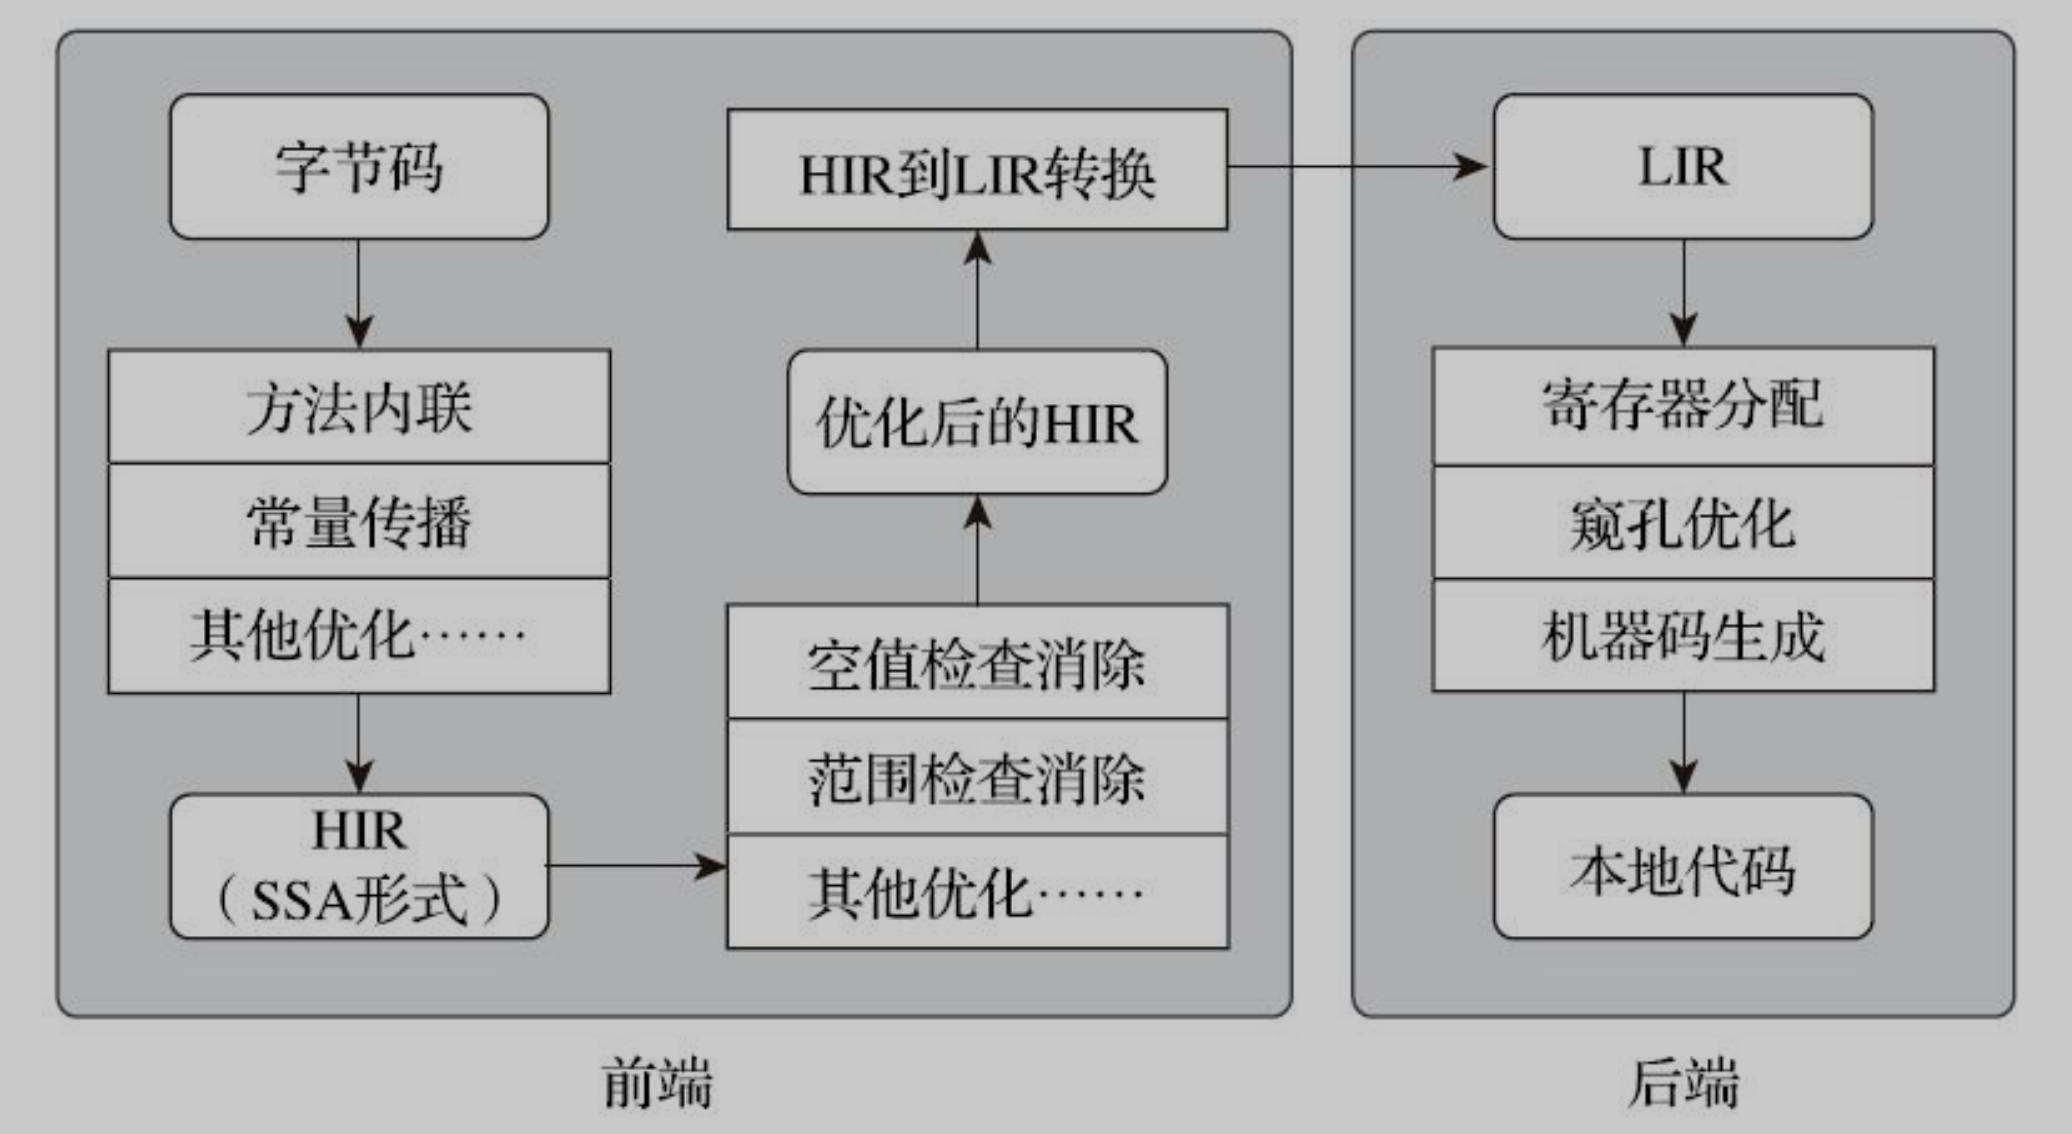 字节码
方法内联
常量传播
其他优化……
HIR
（SSA形式）
HIR到LIR转换
优化后的HIR
空值检查消除
范围检查消除
其他优化……
前端
LIR
寄存器分配
窥孔优化
机器码生成
本地代码
后端